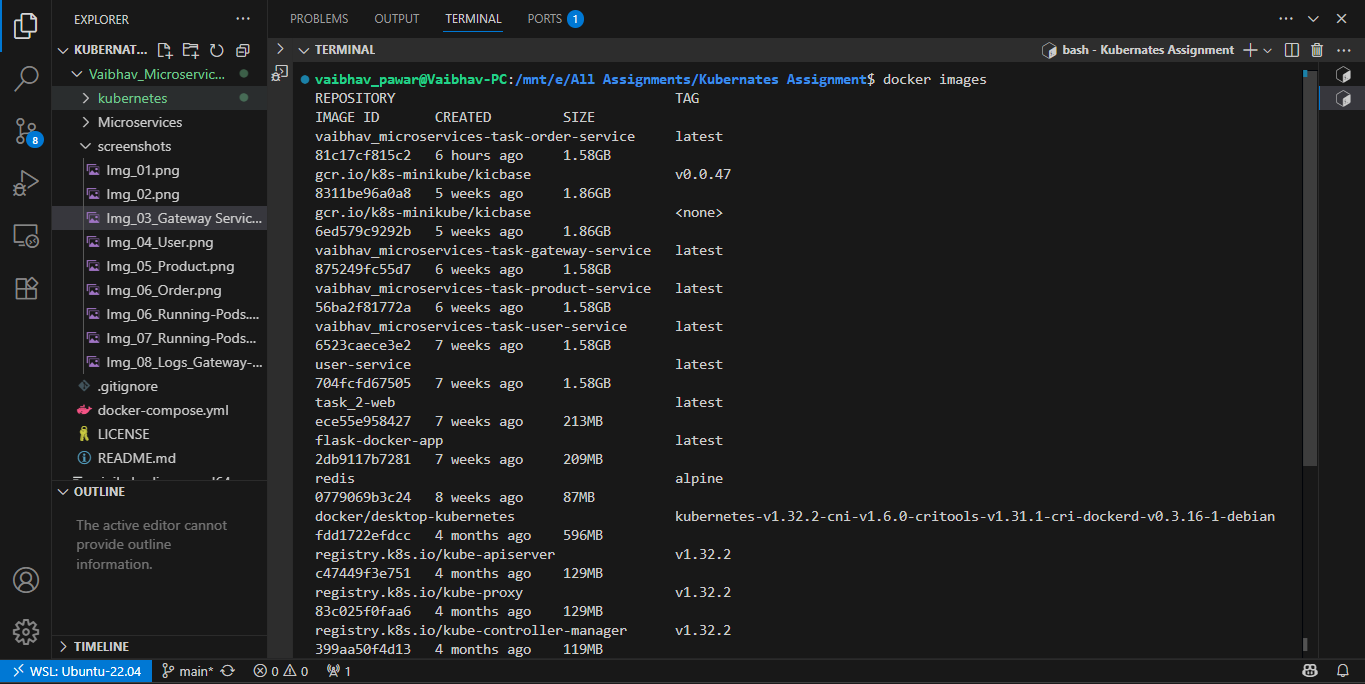 EXPLORER
KUBERNAT...
Vaibhav_Microservic...
kubernetes
Microservices
screenshots
Img_01.png
Img_02.png
Img_03_Gateway Servic...
Img_04_User.png
Img_05_Product.png
Img_06_Order.png
Img_06_Running-Pods....
Img_07_Running-Pods...
Img_08_Logs_Gateway-...
.gitignore
docker-compose.yml
LICENSE
README.md
OUTLINE
The active editor cannot
provide outline
information.
TIMELINE
8
PROBLEMS OUTPUT TERMINAL PORTS 1
TERMINAL
bash - Kubernates Assignment
vaibhav_pawar@Vaibhav-PC:/mnt/e/All Assignments/Kubernates Assignment$ docker images
REPOSITORY TAG
IMAGE ID CREATED SIZE
vaibhav_microservices-task-order-service latest
81c17cf815c2 6 hours ago 1.58GB
gcr.io/k8s-minikube/kicbase v0.0.47
8311be96a0a8 5 weeks ago 1.86GB
gcr.io/k8s-minikube/kicbase <none>
6ed579c9292b 5 weeks ago 1.86GB
vaibhav_microservices-task-gateway-service latest
875249fc55d7 6 weeks ago 1.58GB
vaibhav_microservices-task-product-service latest
56ba2f81772a 6 weeks ago 1.58GB
vaibhav_microservices-task-user-service latest
6523caece3e2 7 weeks ago 1.58GB
user-service latest
704fcfd67505 7 weeks ago 1.58GB
task_2-web latest
ece55e958427 7 weeks ago 213MB
flask-docker-app latest
2db9117b7281 7 weeks ago 209MB
redis alpine
0779069b3c24 8 weeks ago 87MB
docker/desktop-kubernetes kubernetes-v1.32.2-cni-v1.6.0-critools-v1.31.1-cri-dockerd-v0.3.16-1-debian
fdd1722efdcc 4 months ago 596MB
registry.k8s.io/kube-apiserver v1.32.2
c47449f3e751 4 months ago 129MB
registry.k8s.io/kube-proxy v1.32.2
83c025f0faa6 4 months ago 129MB
registry.k8s.io/kube-controller-manager v1.32.2
399aa50f4d13 4 months ago 119MB
WSL: Ubuntu-22.04 main* 0 0 1